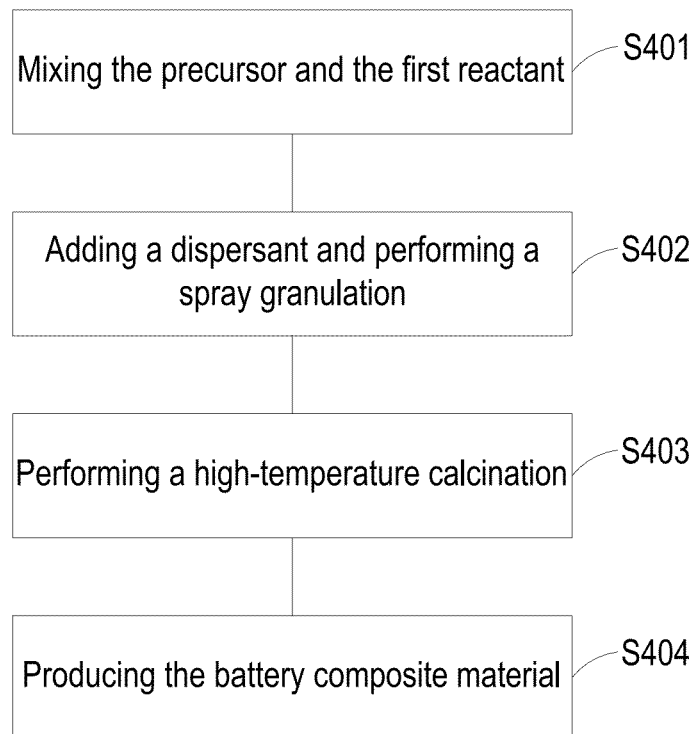 Mixing the precursor and the first reactant
S401
Adding a dispersant and performing a
spray granulation
S402
Performing a high-temperature calcination
S403
Producing the battery composite material
S404